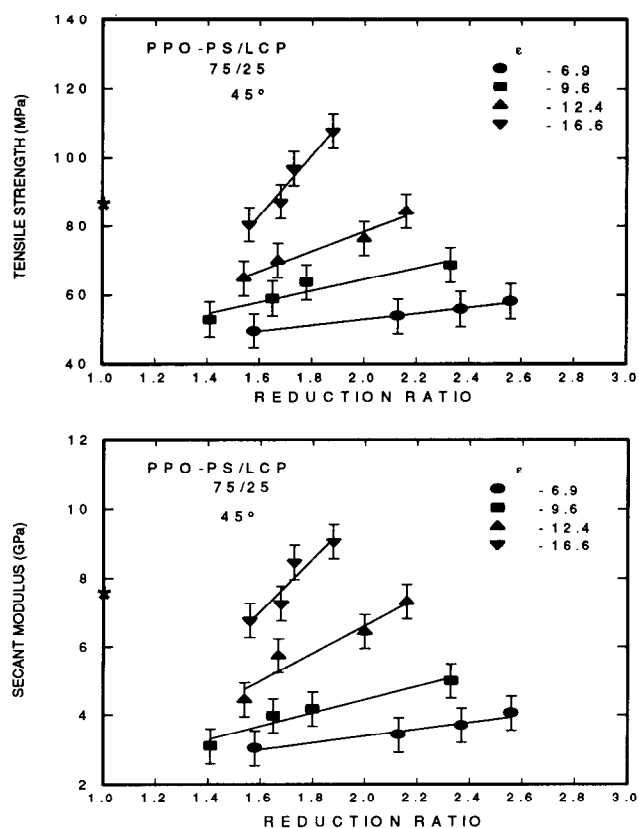 140
120
100
80
60
40
TENSILE STRENGTH (MPa)
PPO-PS/LCP
75/25
45°
ε
- 6.9
- 9.6
- 12.4
- 16.6
1.0 1.2 1.4 1.6 1.8 2.0 2.2 2.4 2.6 2.8 3.0
REDUCTION RATIO
12
10
8
6
4
2
SECANT MODULUS (GPa)
PPO-PS/LCP
75/25
45°
ε
- 6.9
- 9.6
- 12.4
- 16.6
1.0 1.2 1.4 1.6 1.8 2.0 2.2 2.4 2.6 2.8 3.0
REDUCTION RATIO